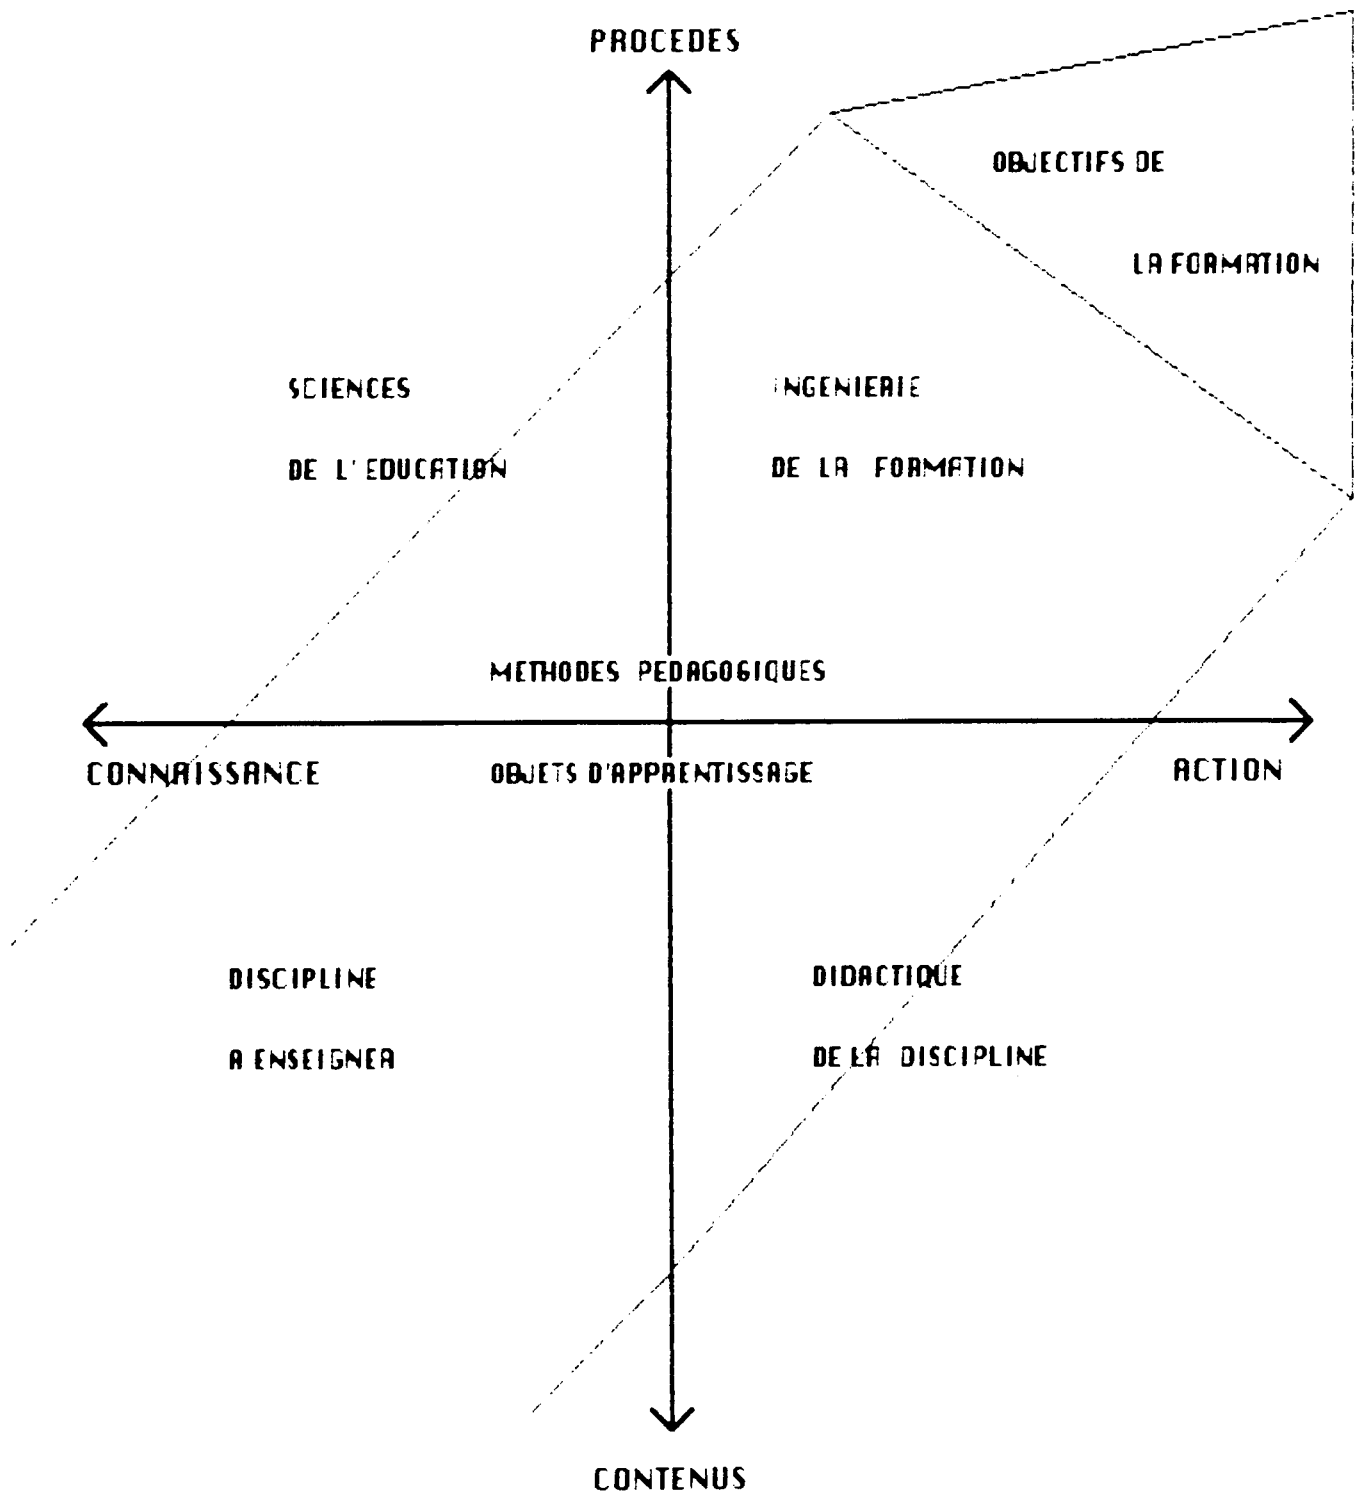 PROCEDES
OBJECTIFS DE
LA FORMATION
SCIENCES
DE L'EDUCATION
INGENIERIE
DE LA FORMATION
METHODES PEDAGOGIQUES
CONNAISSANCE
OBJETS D'APPRENTISSAGE
ACTION
DISCIPLINE
A ENSEIGNER
DIDACTIQUE
DE LA DISCIPLINE
CONTENUS